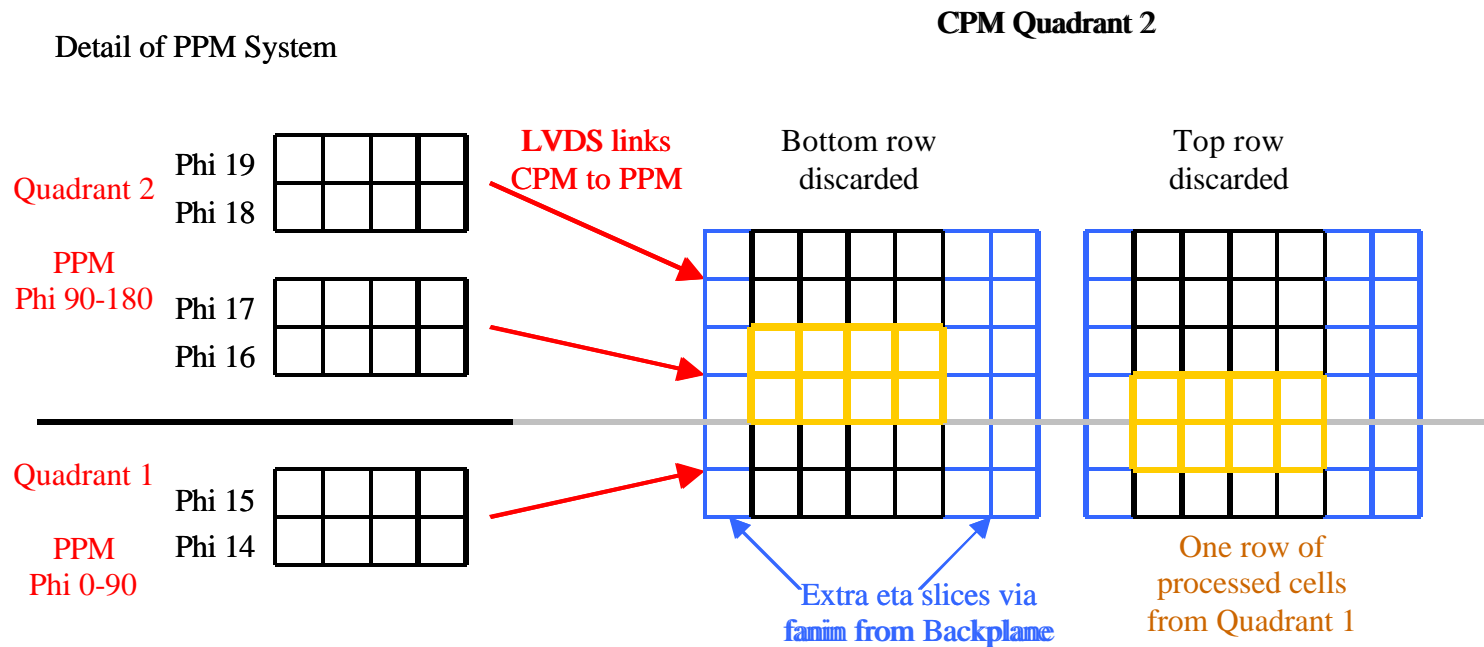 CPM Quadrant 2
Detail of PPM System
Phi 19
Quadrant 2
Phi 18
PPM
Phi 90-180
Phi 17
Phi 16
Quadrant 1
Phi 15
PPM
Phi 14
Phi 0-90
LVDS links
CPM to PPM
Bottom row
discarded
Top row
discarded
Extra eta slices via
fanin from Backplane
One row of
processed cells
from Quadrant 1